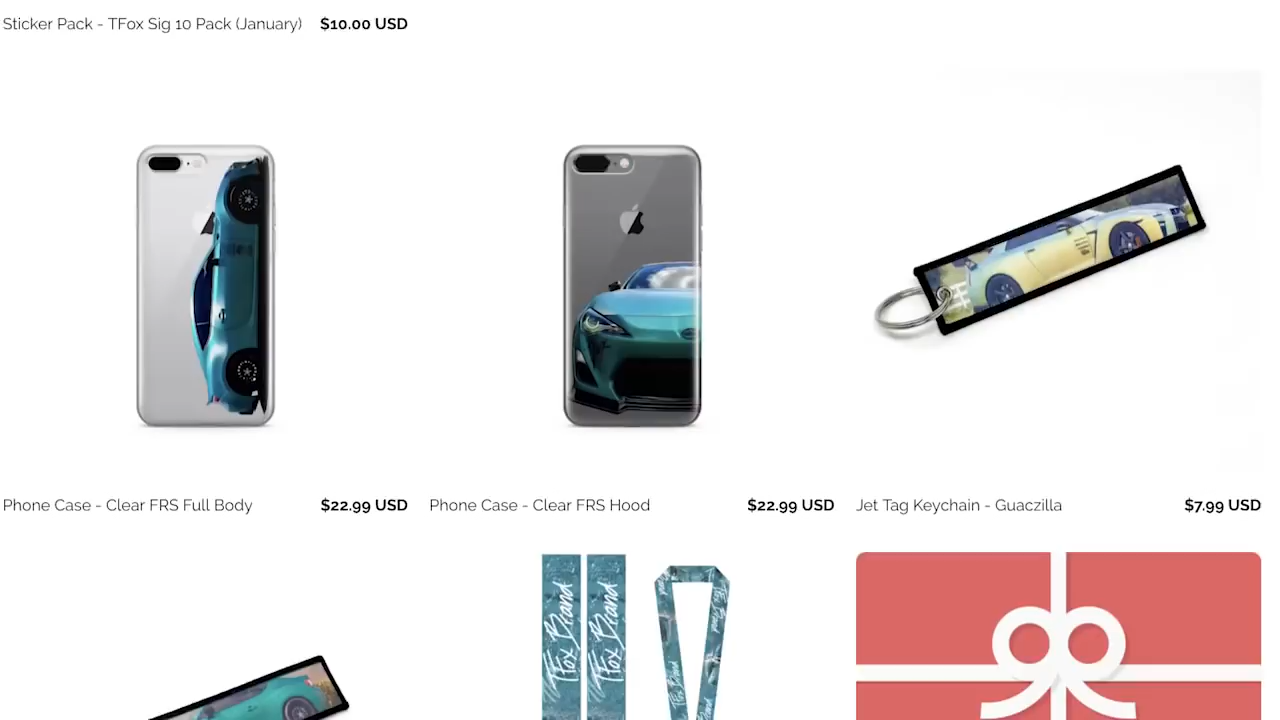 Sticker Pack - TFox Sig 10 Pack (January) $10.00 USD
Phone Case - Clear FRS Full Body $22.99 USD
Phone Case - Clear FRS Hood $22.99 USD
Jet Tag Keychain - Guaczilla $7.99 USD
TFox Brand
TFox Brand
TFox Brand